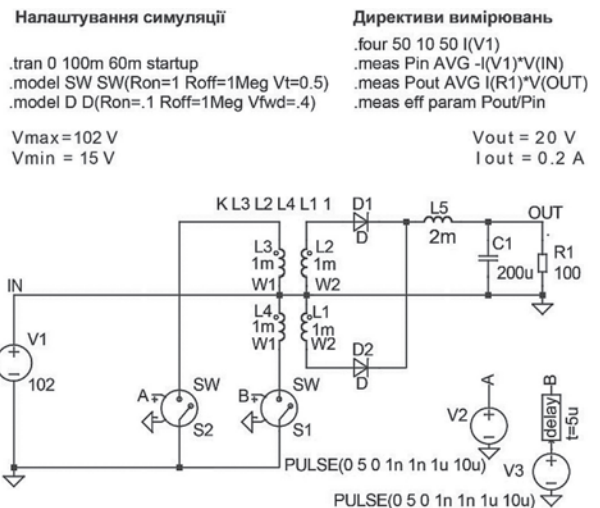 Налаштування симуляції
Директиви вимірювань
.tran 0 100m 60m startup
.model SW SW(Ron=1 Roff=1Meg Vt=0.5)
.model D D(Ron=.1 Roff=1Meg Vfwd=.4)
.four 50 10 50 I(V1)
.meas Pin AVG -I(V1)*V(IN)
.meas Pout AVG I(R1)*V(OUT)
.meas eff param Pout/Pin
Vmax=102 V
Vmin = 15 V
Vout = 20 V
Iout = 0.2 A
K L3 L2 L4 L1 1
D1
D
L5
2m
OUT
L3
1m
W1
L2
1m
W2
C1
200u
R1
100
IN
L4
1m
W1
L1
1m
W2
V1
102
D2
D
A
SW
S2
B
SW
S1
A
V2
B
delay
t=5u
V3
PULSE(0 5 0 1n 1n 1u 10u)
PULSE(0 5 0 1n 1n 1u 10u)